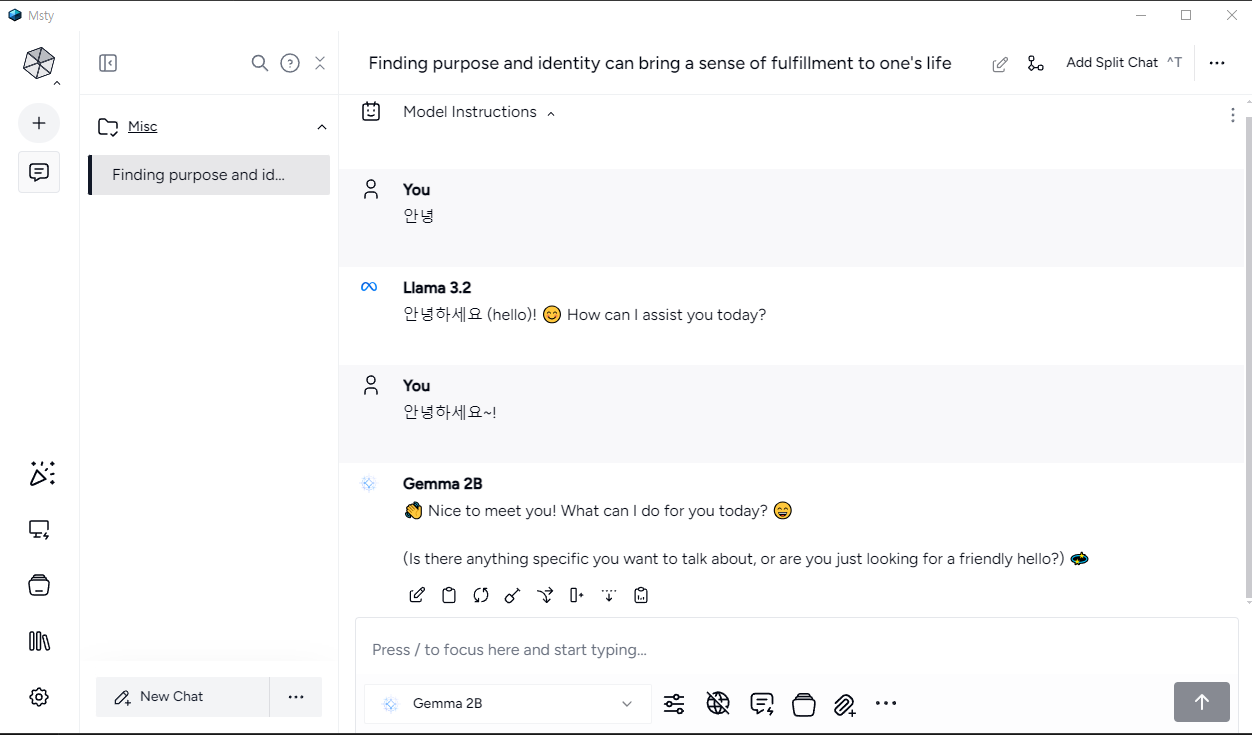 Msty
Finding purpose and identity can bring a sense of fulfillment to one's life
Add Split Chat ^T
Misc
Finding purpose and id...
Model Instructions
You
안녕
Llama 3.2
안녕하세요 (hello)! 😊 How can I assist you today?
You
안녕하세요~!
Gemma 2B
👋 Nice to meet you! What can I do for you today? 😄
(Is there anything specific you want to talk about, or are you just looking for a friendly hello?)
Press / to focus here and start typing...
New Chat
Gemma 2B